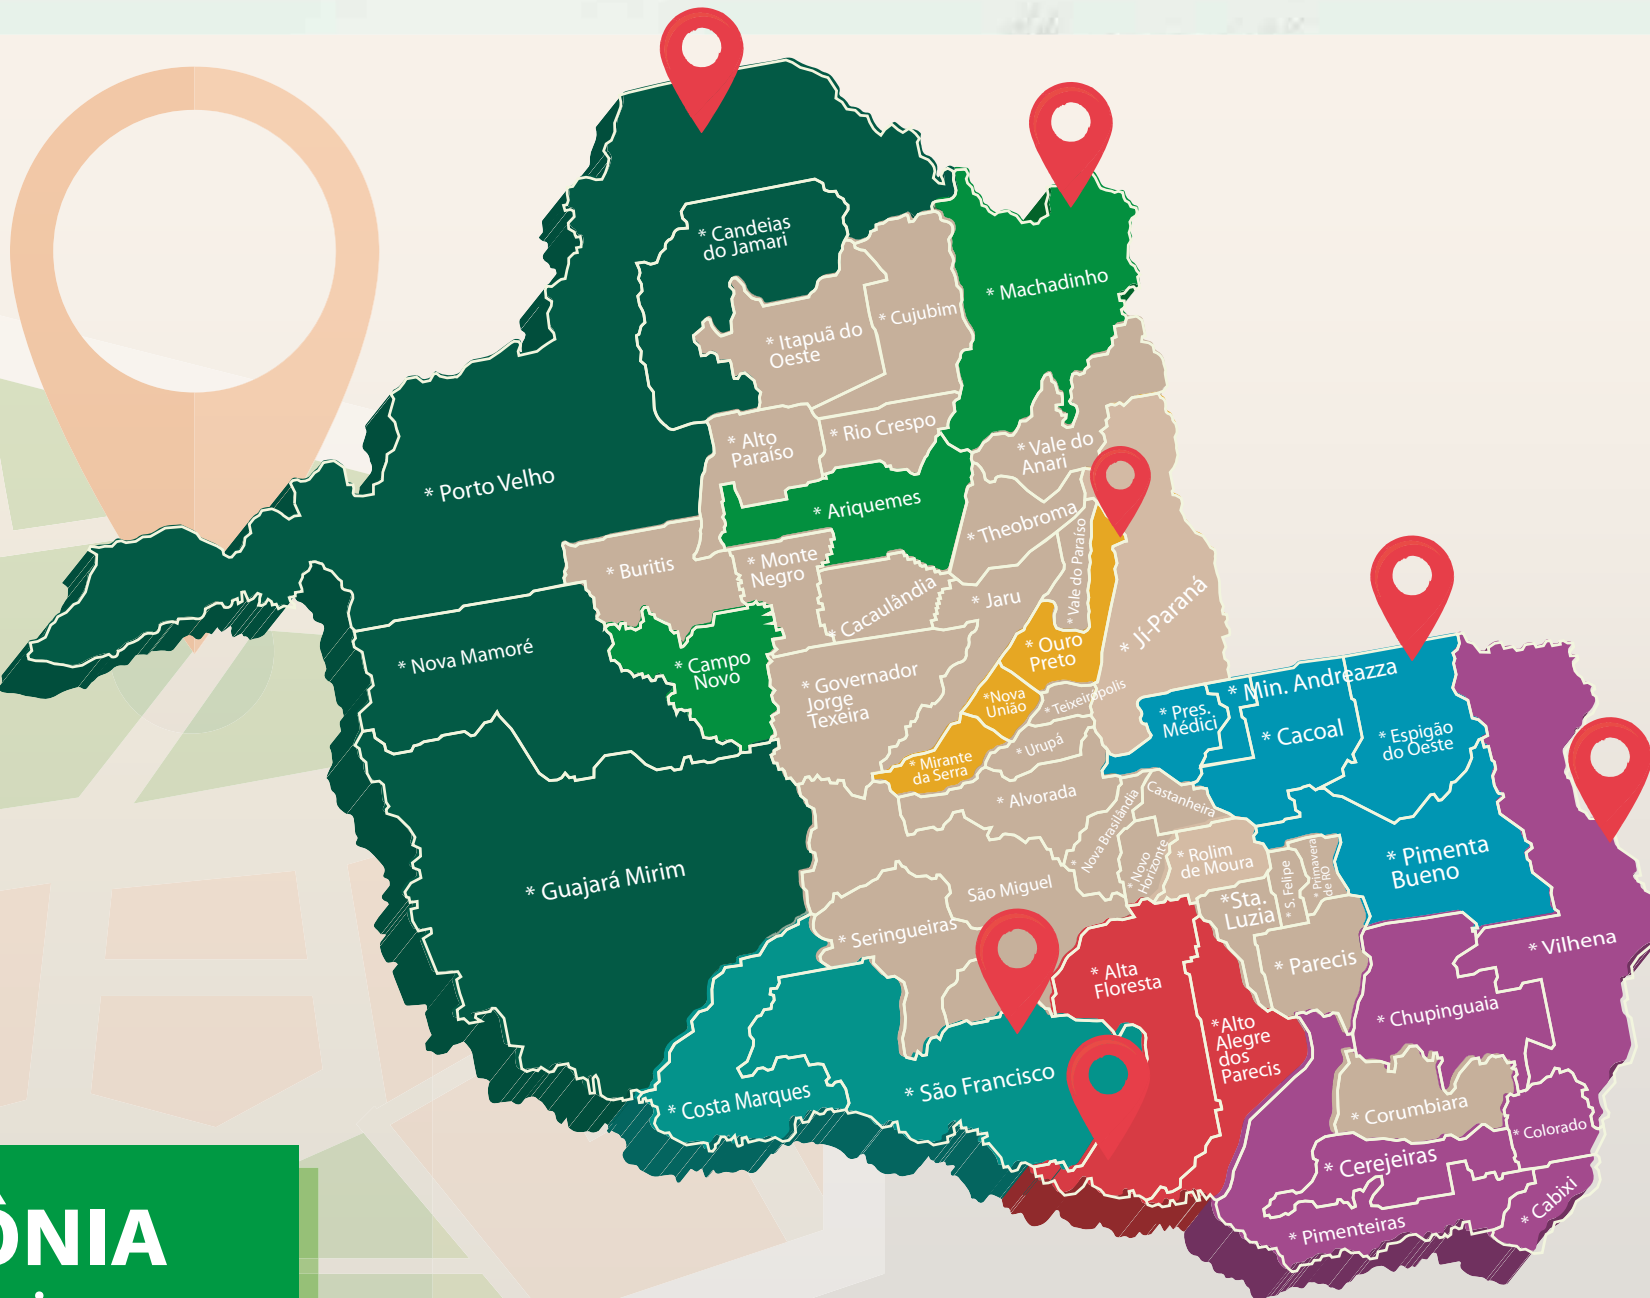 * Candeias
do Jamari
* Machadinho
* Cujubim
* Itapuã do
Oeste
* Rio Crespo
* Alto
Paraíso
* Vale do
Anari
* Porto Velho
* Ariquemes
* Theobroma
* Vale do Paraíso
* Buritis
* Monte
Negro
* Cacaulândia
* Jaru
* Jí-Paraná
* Nova Mamoré
* Campo
Novo
* Ouro
Preto
* Governador
Jorge
Texeira
*Nova
União
* Teixeirópolis
* Min. Andreazza
* Pres.
Médici
* Cacoal
* Espigão
do Oeste
* Urupá
* Mirante
da Serra
* Alvorada
* Nova Brasilândia
Castanheira
* Novo
Horizonte
* Rolim
de Moura
* S. Felipe
* Primavera
de RO
* Pimenta
Bueno
* Guajará Mirim
São Miguel
*Sta.
Luzia
* Seringueiras
* Parecis
* Vilhena
* Alta
Floresta
* Chupinguaia
*Alto
Alegre
dos
Parecis
* São Francisco
* Costa Marques
* Corumbiara
* Colorado
* Cerejeiras
* Cabixi
* Pimenteiras
ÔNIA